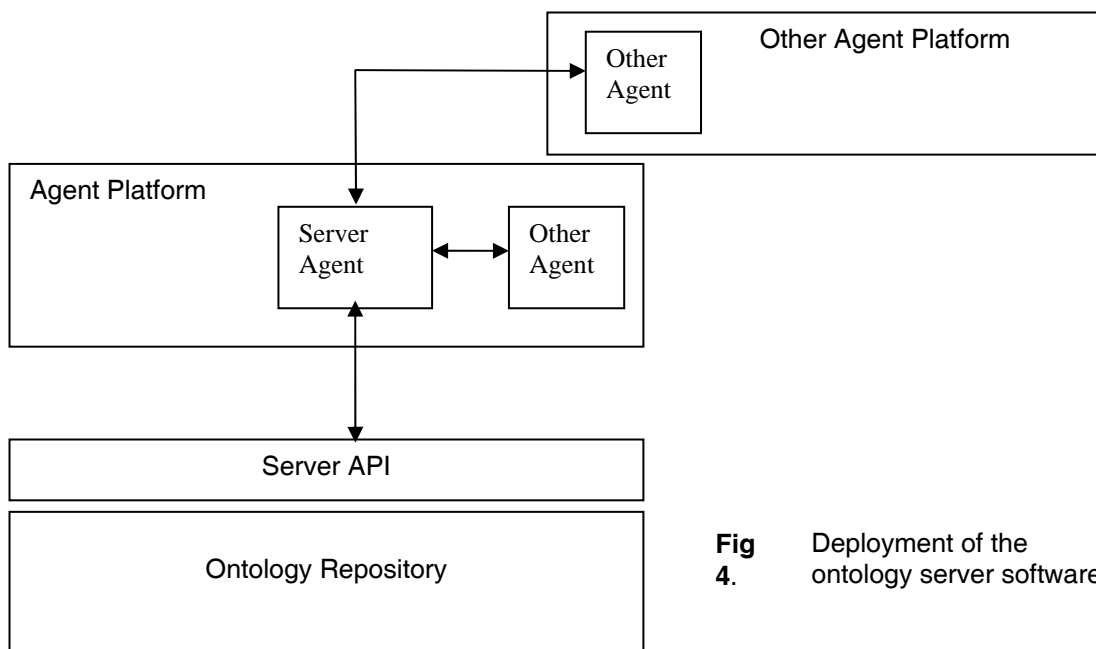 Other Agent Platform
Other
Agent
Agent Platform
Server
Agent
Other
Agent
Server API
Ontology Repository
Fig
4.
Deployment of the
ontology server software